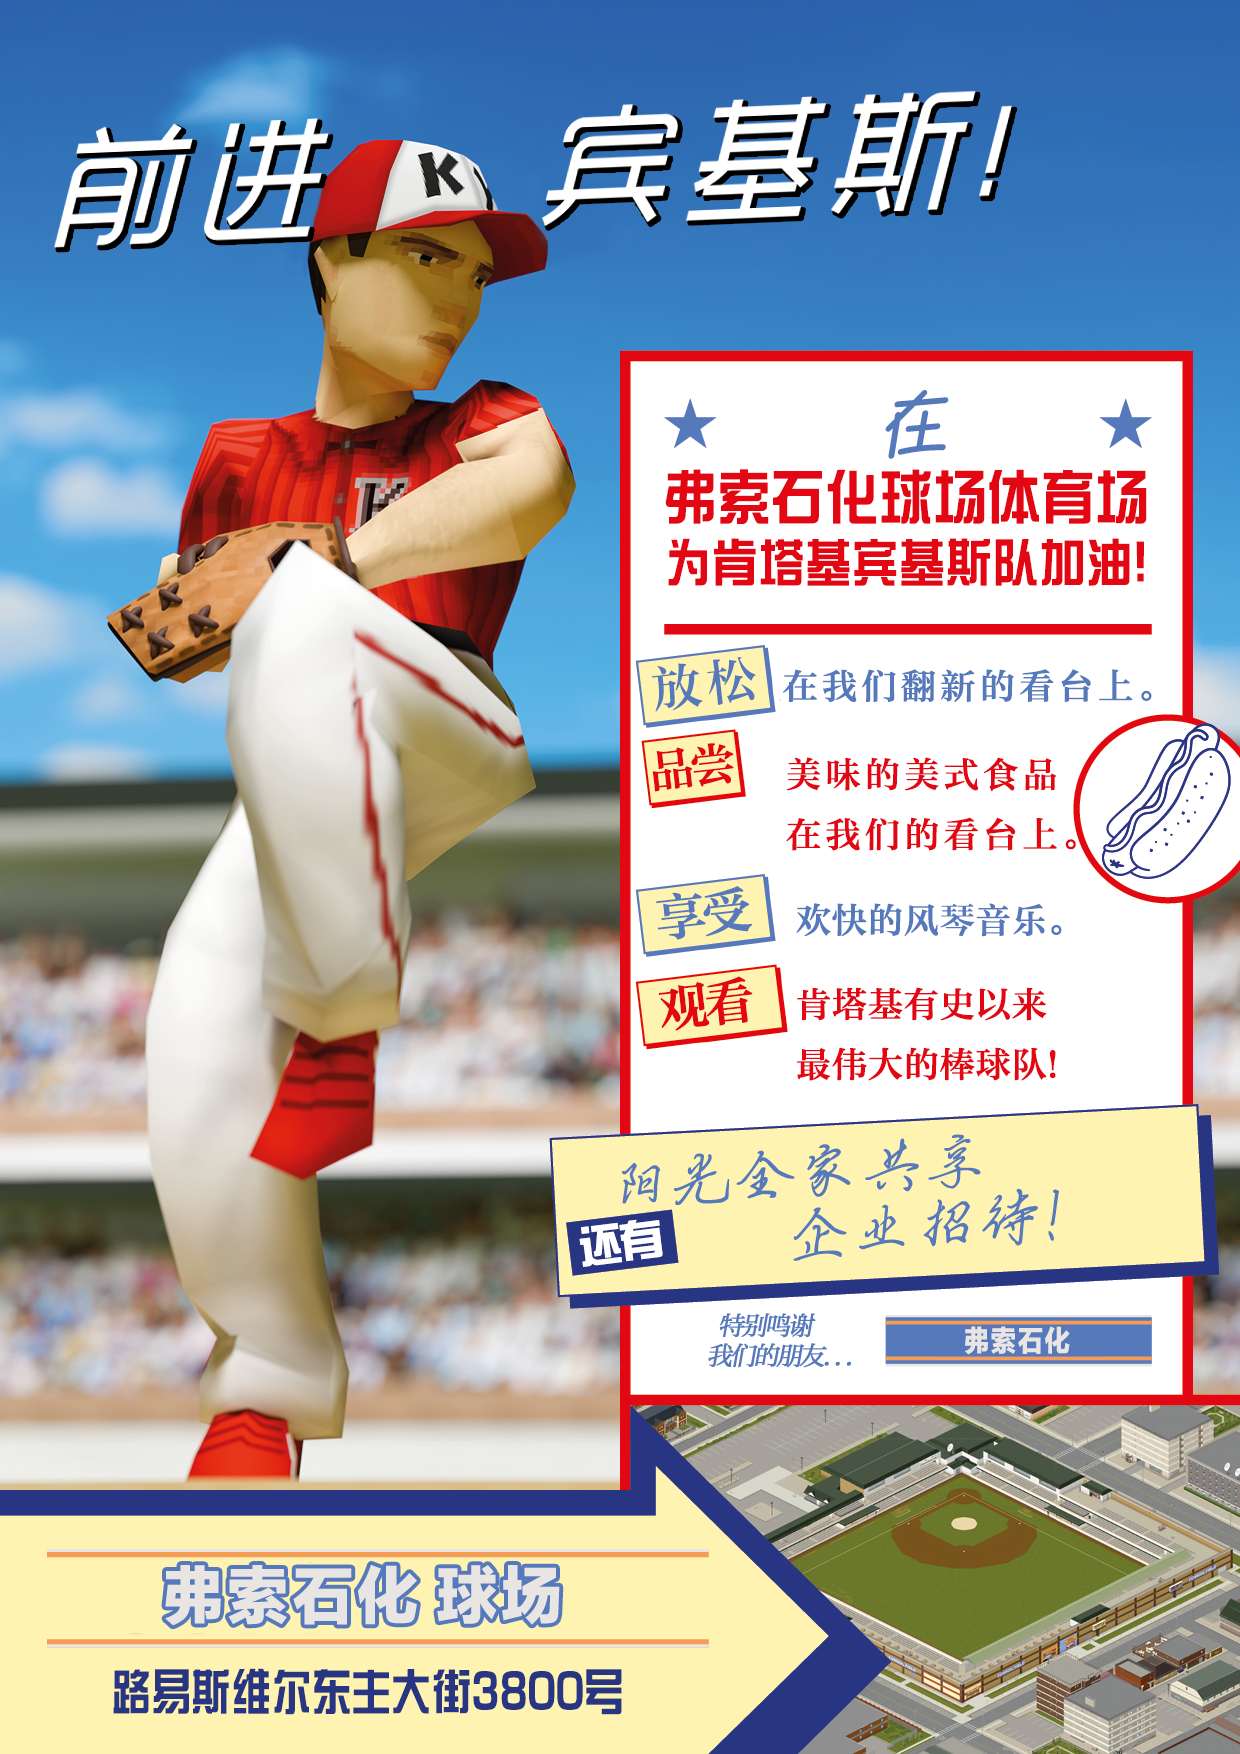 前进 宾基斯!
K
K
在
弗索石化球场体育场
为肯塔基宾基斯队加油!
放松 在我们翻新的看台上。
品尝 美味的美式食品
在我们的看台上。
享受 欢快的风琴音乐。
观看 肯塔基有史以来
最伟大的棒球队!
阳光全家共享
还有 企业招待!
特别鸣谢
我们的朋友...
弗索石化
弗索石化 球场
路易斯维尔东主大街3800号